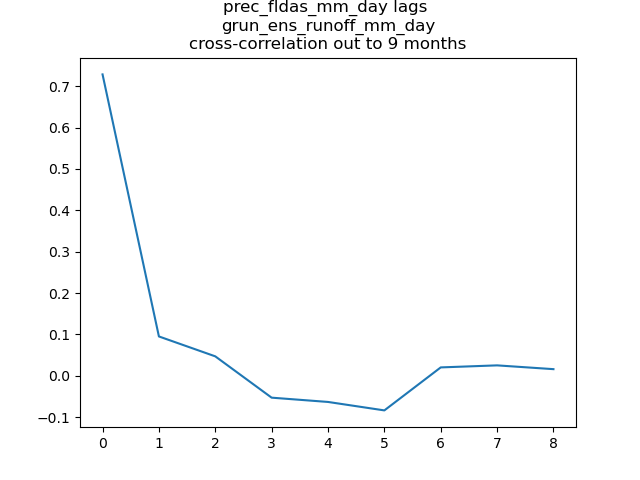 prec_fldas_mm_day lags
grun_ens_runoff_mm_day
cross-correlation out to 9 months
0.7
0.6
0.5
0.4
0.3
0.2
0.1
0.0
−0.1
0 1 2 3 4 5 6 7 8